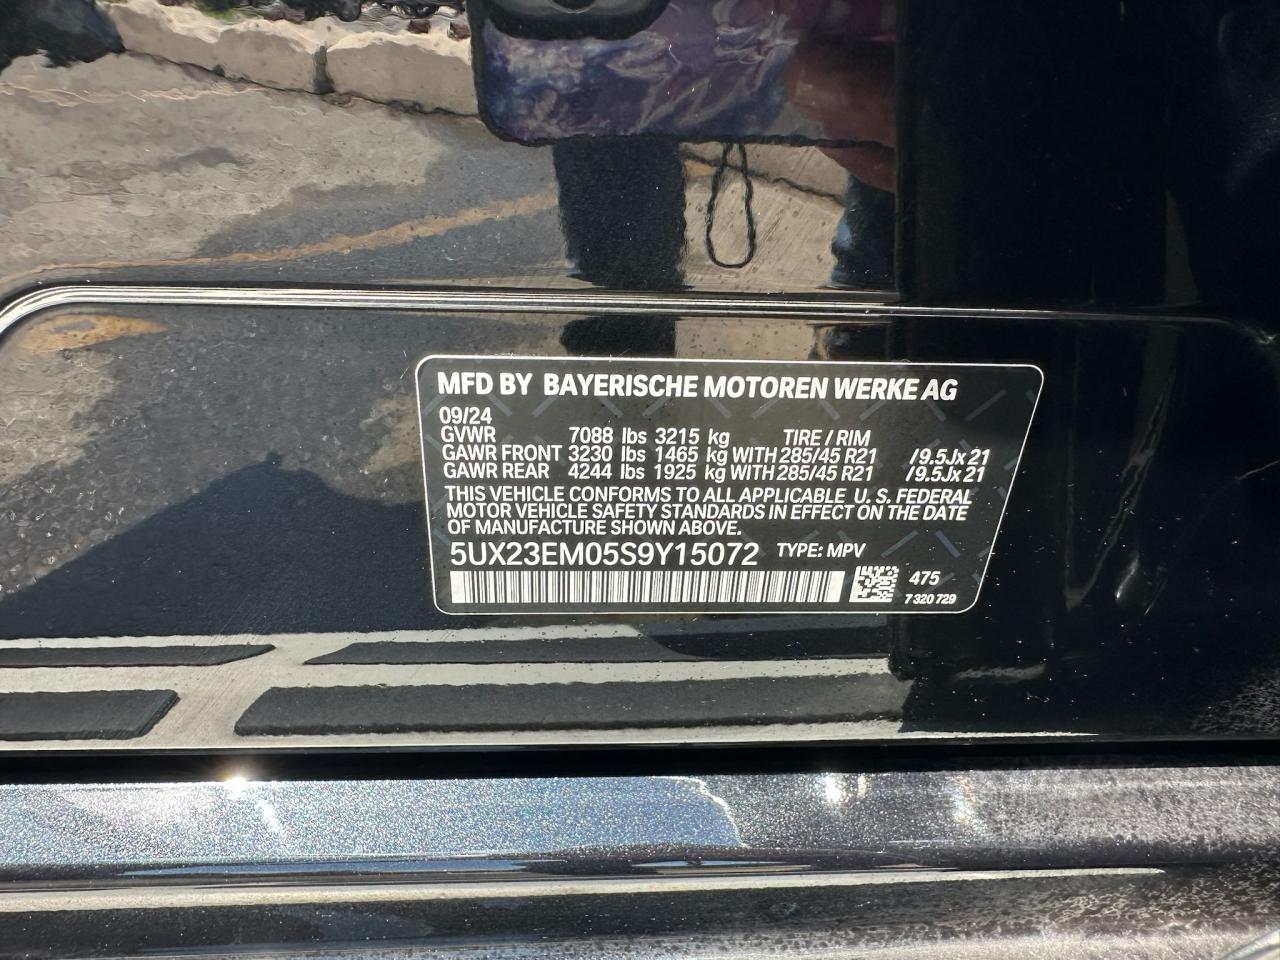 MFD BY BAYERISCHE MOTOREN WERKE AG
09/24
GVWR 7088 lbs 3215 kg TIRE / RIM
GAWR FRONT 3230 lbs 1465 kg WITH 285/45 R21 /9.5Jx21
GAWR REAR 4244 lbs 1925 kg WITH 285/45 R21 /9.5Jx21
THIS VEHICLE CONFORMS TO ALL APPLICABLE U.S. FEDERAL
MOTOR VEHICLE SAFETY STANDARDS IN EFFECT ON THE DATE
OF MANUFACTURE SHOWN ABOVE.
5UX23EM05S9Y15072 TYPE: MPV
475
7 320 729